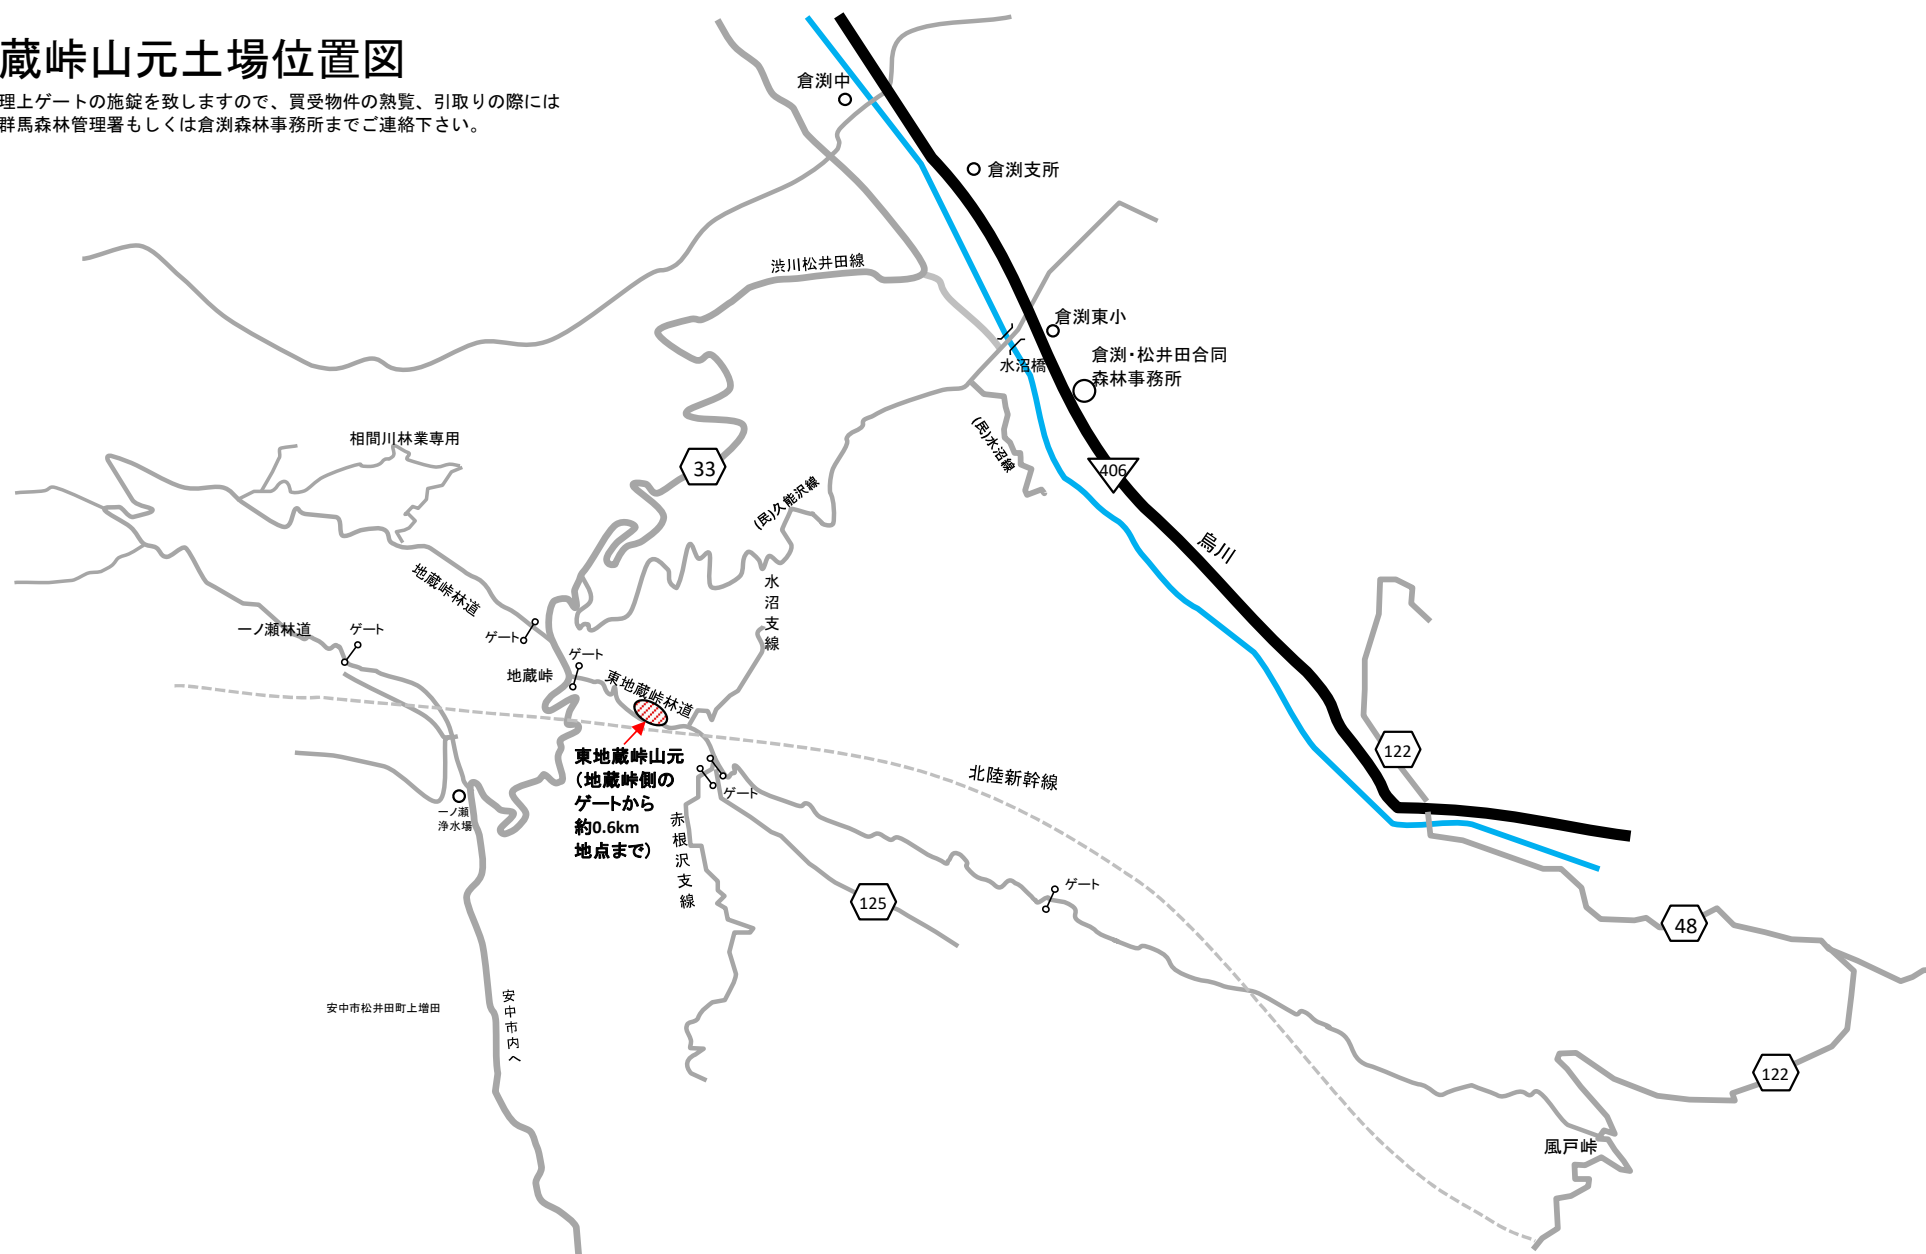 蔵峠山元土場位置図
理上ゲートの施錠を致しますので、買受物件の熟覧、引取りの際には
群馬森林管理署もしくは倉渕森林事務所までご連絡下さい。
倉渕中
倉渕支所
渋川松井田線
倉渕東小
水沼橋
倉渕・松井田合同
森林事務所
相間川林業専用
33
(民)水沼線
406
(民)久能沢線
烏川
地蔵峠林道
水沼支線
一ノ瀬林道
ゲート
ゲート
ゲート
地蔵峠
東地蔵峠林道
東地蔵峠山元
（地蔵峠側の
ゲートから
約0.6km
地点まで）
ゲート
北陸新幹線
122
一ノ瀬
浄水場
赤根沢支線
125
ゲート
48
安中市松井田町上増田
安中市内へ
122
風戸峠